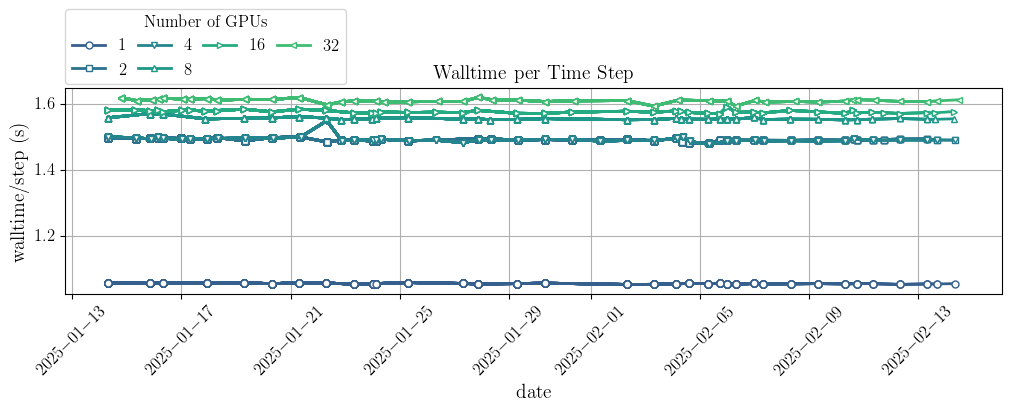 Number of GPUs
1 4 16 32
2 8
Walltime per Time Step
1.6
1.4
1.2
walltime/step (s)
2025−01−13 2025−01−17 2025−01−21 2025−01−25 2025−01−29 2025−02−01 2025−02−05 2025−02−09 2025−02−13
date